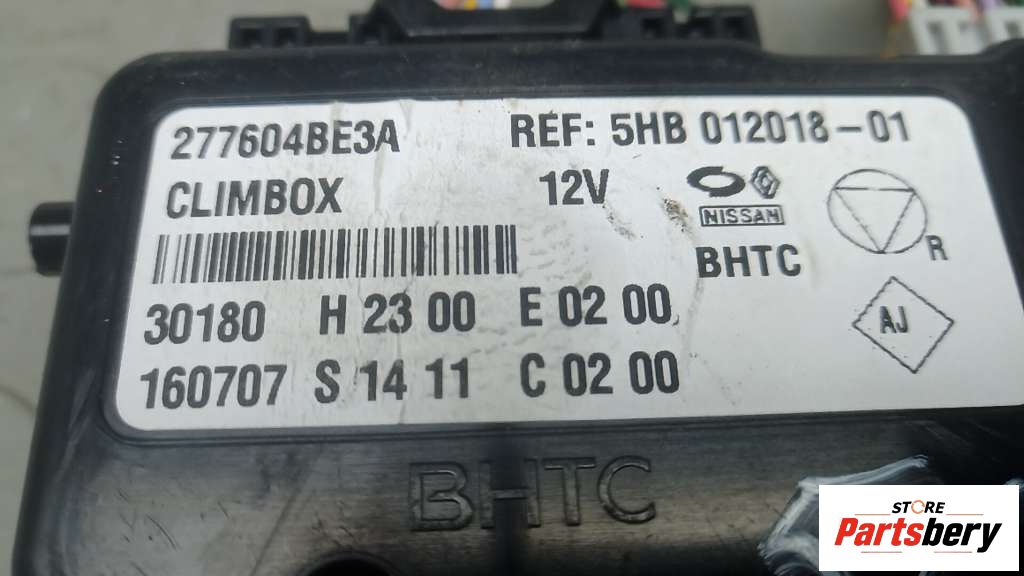 277604BE3A REF: 5HB 012018-01
CLIMBOX 12V
NISSAN
BHTC
R
30180 H 23 00 E 02 00
AJ
160707 S 14 11 C 02 00
BHTC
STORE
Partsbery